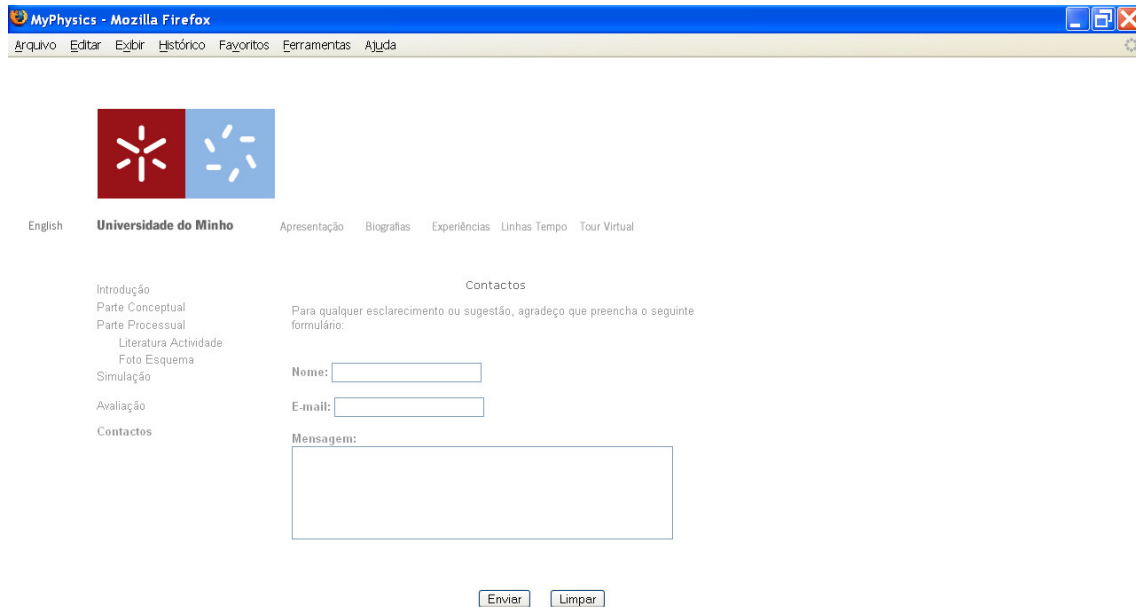 MyPhysics - Mozilla Firefox
Arquivo Editar Exibir Histórico Favoritos Ferramentas Ajuda
English Universidade do Minho Apresentação Biografias Experiências Linhas Tempo Tour Virtual
Introdução
Parte Conceptual
Parte Processual
Literatura Actividade
Foto Esquema
Simulação
Avaliação
Contactos
Contactos
Para qualquer esclarecimento ou sugestão, agradeço que preencha o seguinte
formulário:
Nome:
E-mail:
Mensagem:
Enviar Limpar